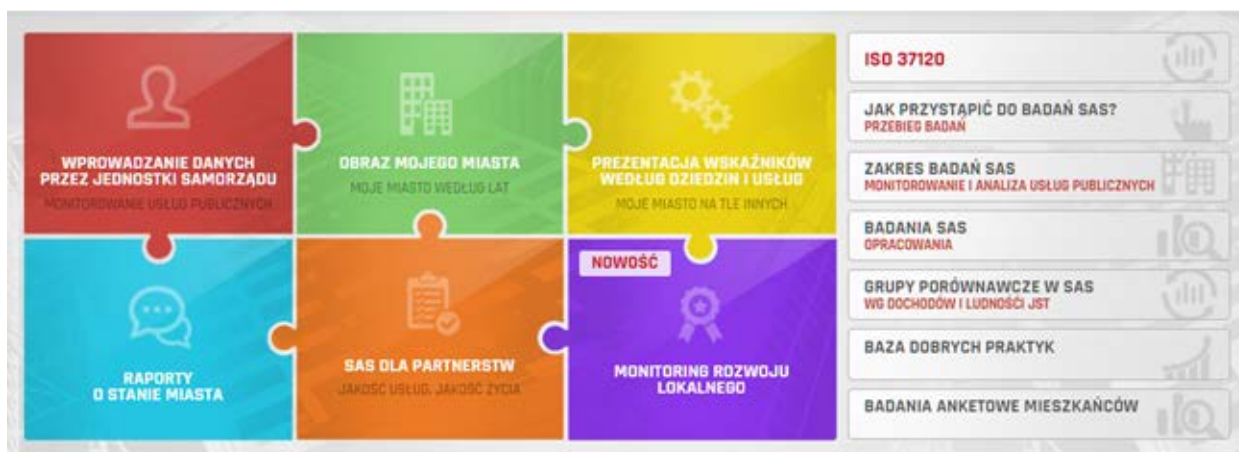 WPROWADZANIE DANYCH
PRZEZ JEDNOSTKI SAMORZĄDU
MONITOROWANIE USŁUG PUBLICZNYCH
OBRAZ MOJEGO MIASTA
MOJE MIASTO WEDŁUG LAT
PREZENTACJA WSKAŹNIKÓW
WEDŁUG DZIEDZIN I USŁUG
MOJE MIASTO NA TLE INNYCH
RAPORTY
O STANIE MIASTA
SAS DLA PARTNERSTW
JAKOŚĆ USŁUG, JAKOŚĆ ŻYCIA
NOWOŚĆ
MONITORING ROZWOJU
LOKALNEGO
ISO 37120
JAK PRZYSTĄPIĆ DO BADAŃ SAS?
PRZEBIEG BADAŃ
ZAKRES BADAŃ SAS
MONITOROWANIE I ANALIZA USŁUG PUBLICZNYCH
BADANIA SAS
OPRACOWANIA
GRUPY PORÓWNAWCZE W SAS
WG DOCHODÓW I LUDNOŚCI JST
BAZA DOBRYCH PRAKTYK
BADANIA ANKETOWE MIESZKAŃCÓW